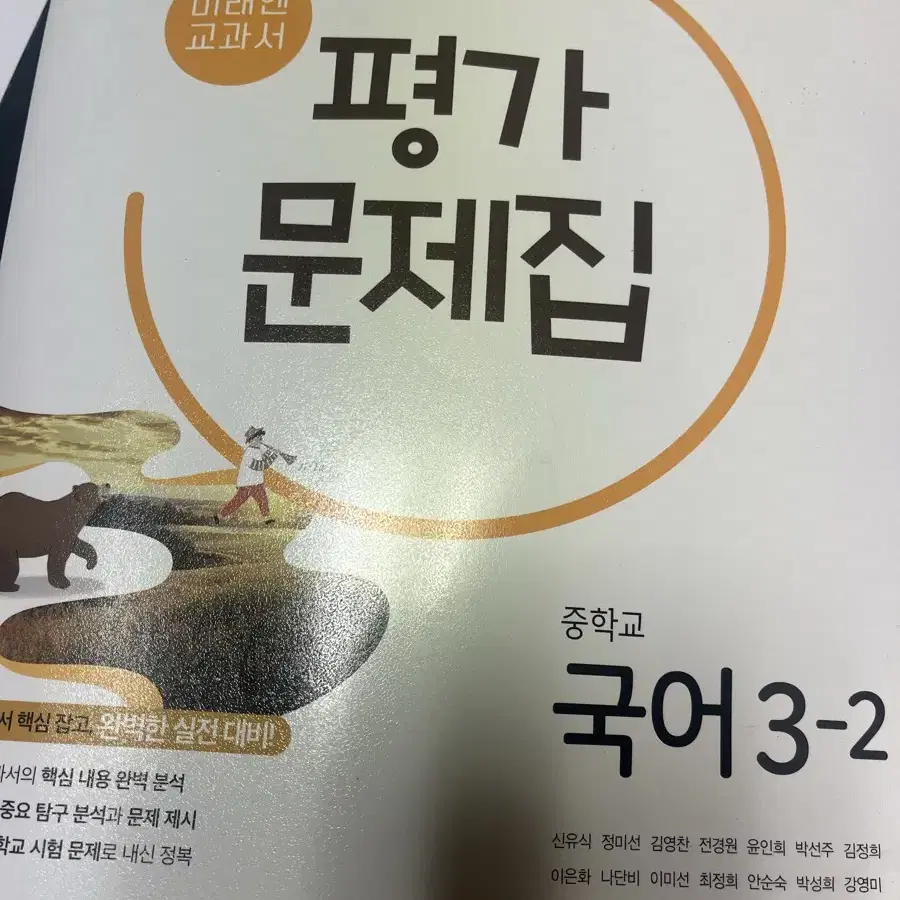 미래엔
교과서
평가
문제집
중학교
국어 3-2
핵심 잡고, 완벽한 실전 대비!
핵심 내용 완벽 분석
중요 탐구 분석과 문제 제시
시험 문제로 내신 정복
신유식 정미선 김영찬 전경원 윤인희 박선주 김정희
이은화 나단비 이미선 최정희 안순숙 박성희 강영미